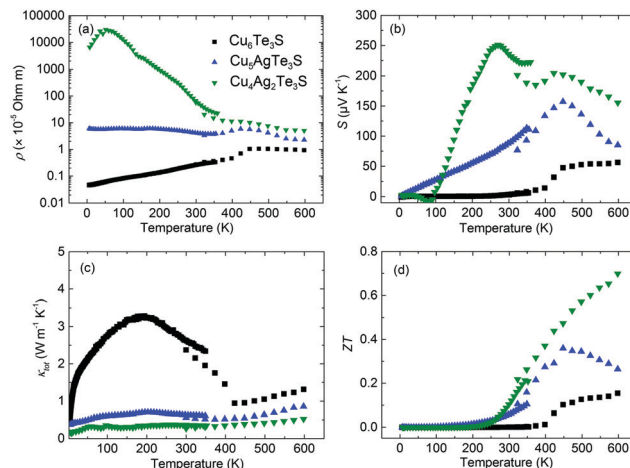 (a)
Cu6Te3S
Cu5AgTe3S
Cu4Ag2Te3S
100000
10000
1000
100
10
1
0.1
0.01
ρ (× 10⁻⁵ Ohm m)
0 100 200 300 400 500 600
Temperature (K)
(b)
250
200
150
100
50
0
S (μV K⁻¹)
0 100 200 300 400 500 600
Temperature (K)
(c)
5
4
3
2
1
0
κtot (W m⁻¹ K⁻¹)
0 100 200 300 400 500 600
Temperature (K)
(d)
0.8
0.6
0.4
0.2
0.0
ZT
0 100 200 300 400 500 600
Temperature (K)